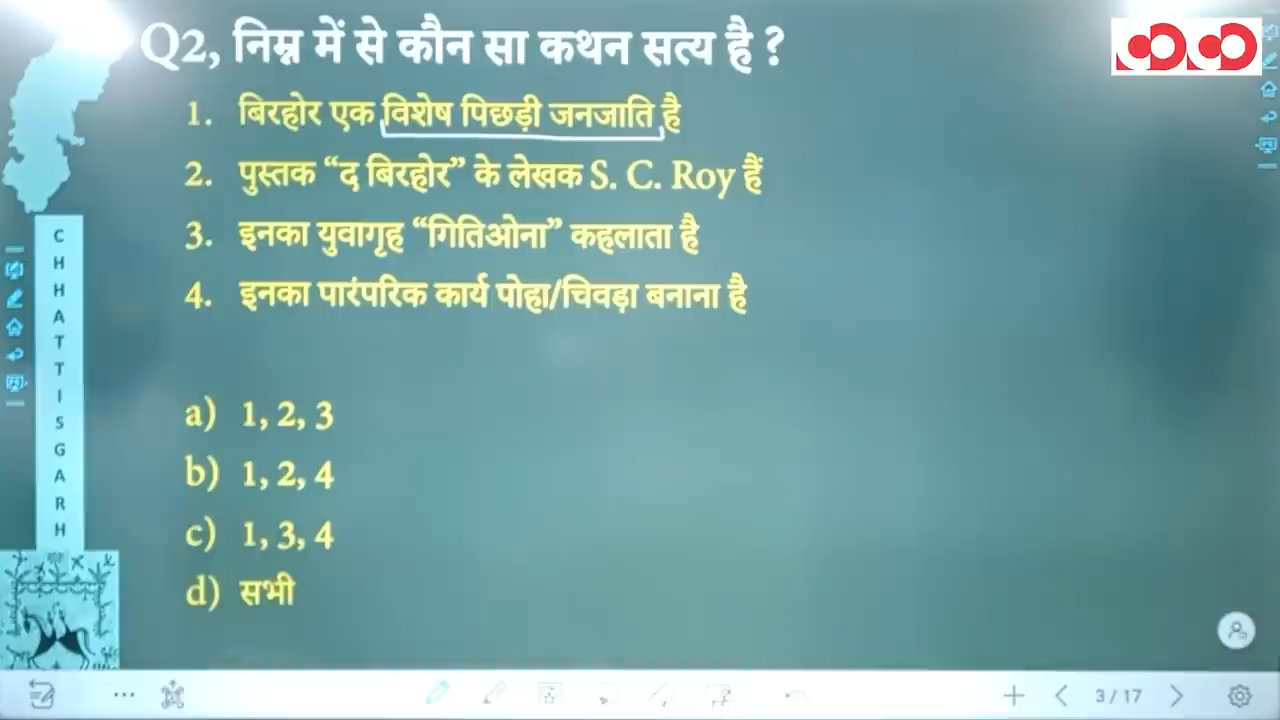 Q2, निम्न में से कौन सा कथन सत्य है ?
1. बिरहोर एक विशेष पिछड़ी जनजाति है
2. पुस्तक “द बिरहोर” के लेखक S. C. Roy हैं
3. इनका युवागृह “गितिओना” कहलाता है
4. इनका पारंपरिक कार्य पोहा/चिवड़ा बनाना है
a) 1, 2, 3
b) 1, 2, 4
c) 1, 3, 4
d) सभी
CHHATTISGARH
3 / 17